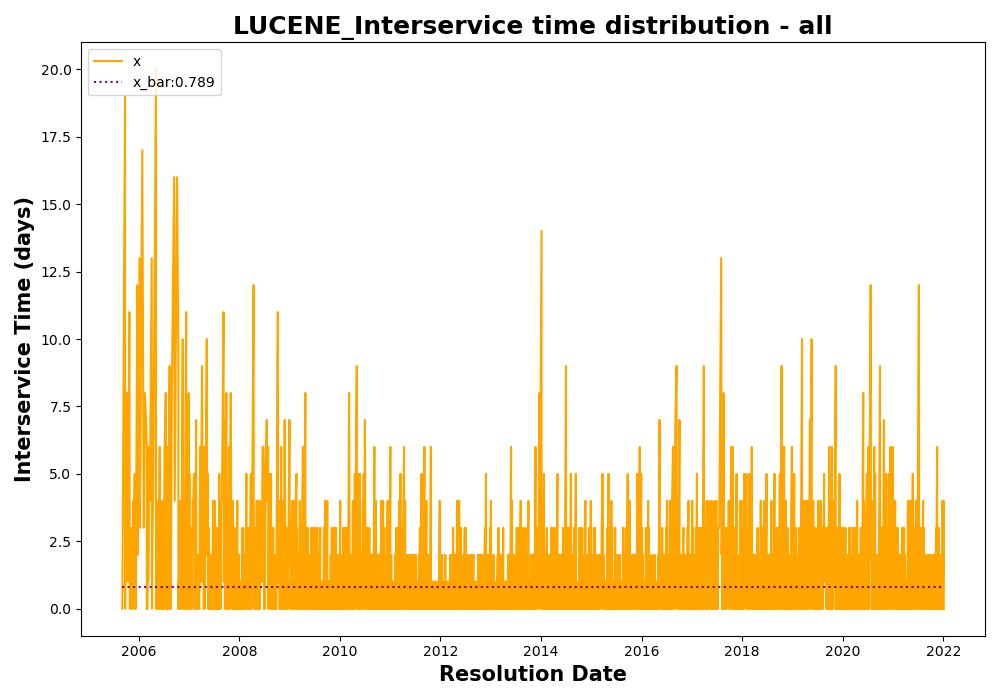 LUCENE_Interservice time distribution - all
x
x_bar:0.789
20.0
17.5
15.0
12.5
10.0
7.5
5.0
2.5
0.0
Interservice Time (days)
2006 2008 2010 2012 2014 2016 2018 2020 2022
Resolution Date